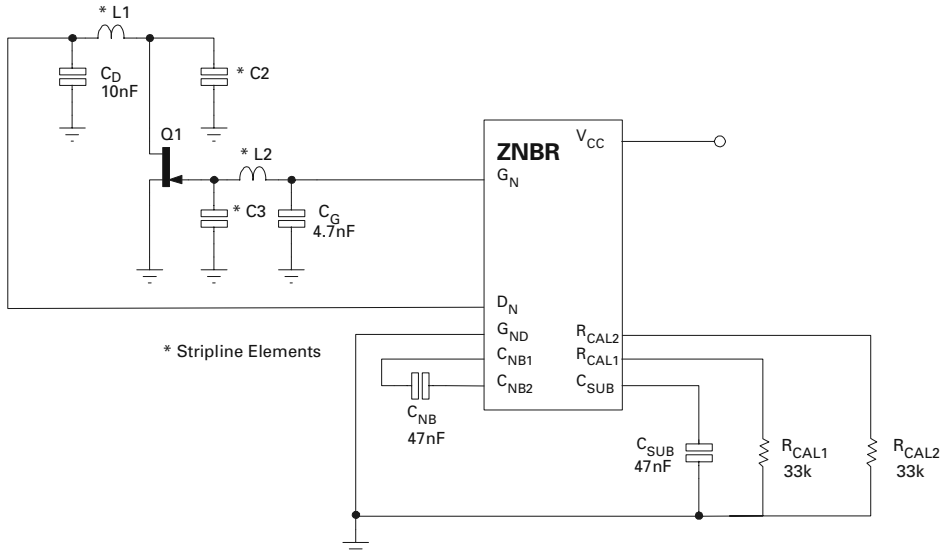 * L1
C_D
10nF
* C2
Q1
* L2
* C3
C_G
4.7nF
ZNBR
V_CC
G_N
D_N
G_ND
C_NB1
C_NB2
R_CAL2
R_CAL1
C_SUB
* Stripline Elements
C_NB
47nF
C_SUB
47nF
R_CAL1
33k
R_CAL2
33k